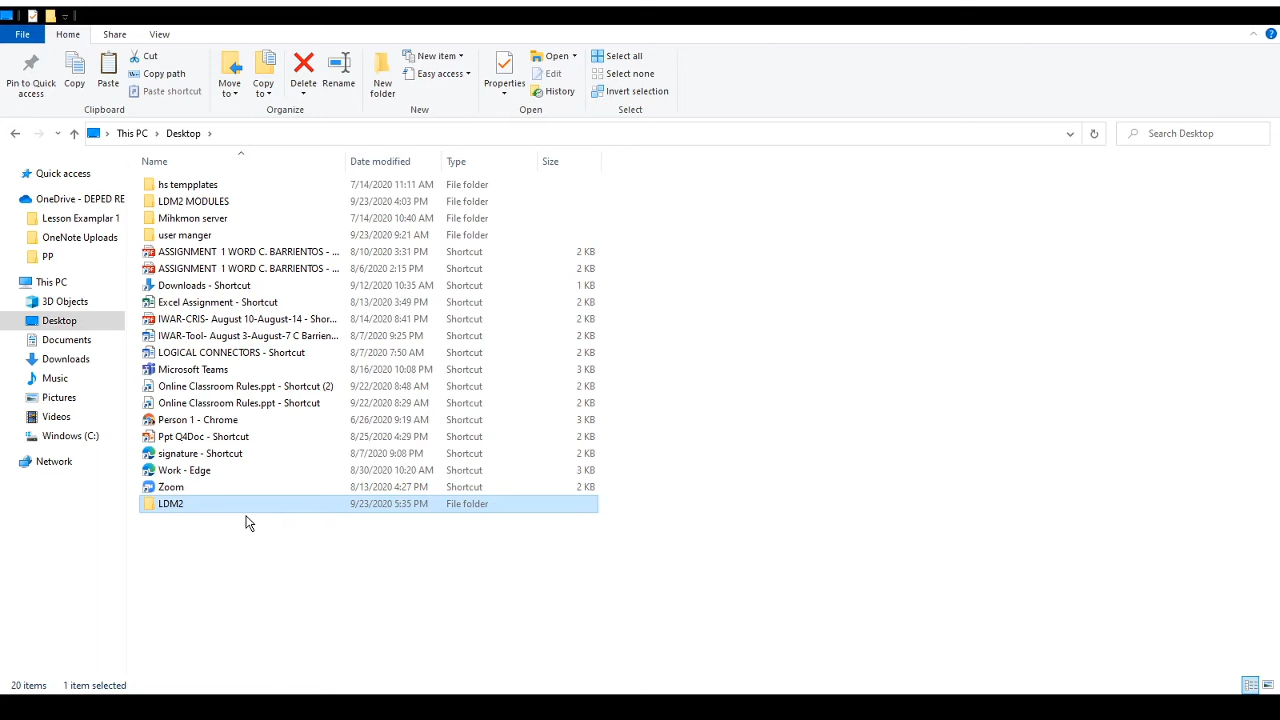 File Home Share View
Pin to Quick access
Copy
Paste
Cut
Copy path
Paste shortcut
Clipboard
Move to
Copy to
Delete
Rename
Organize
New folder
New item
Easy access
New
Properties
Open
Edit
History
Open
Select all
Select none
Invert selection
Select
This PC Desktop
Search Desktop
Quick access
OneDrive - DEPED RE
Lesson Examplar 1
OneNote Uploads
PP
This PC
3D Objects
Desktop
Documents
Downloads
Music
Pictures
Videos
Windows (C:)
Network
Name Date modified Type Size
hs tempplates 7/14/2020 11:11 AM File folder
LDM2 MODULES 9/23/2020 4:03 PM File folder
Mihkmon server 7/14/2020 10:40 AM File folder
user manger 9/23/2020 9:21 AM File folder
ASSIGNMENT 1 WORD C. BARRIENTOS - ... 8/10/2020 3:31 PM Shortcut 2 KB
ASSIGNMENT 1 WORD C. BARRIENTOS - ... 8/6/2020 2:15 PM Shortcut 2 KB
Downloads - Shortcut 9/12/2020 10:35 AM Shortcut 1 KB
Excel Assignment - Shortcut 8/13/2020 3:49 PM Shortcut 2 KB
IWAR-CRIS- August 10-August-14 - Shor... 8/14/2020 8:41 PM Shortcut 2 KB
IWAR-Tool- August 3-August-7 C Barrien... 8/7/2020 9:25 PM Shortcut 2 KB
LOGICAL CONNECTORS - Shortcut 8/7/2020 7:50 AM Shortcut 2 KB
Microsoft Teams 8/16/2020 10:08 PM Shortcut 3 KB
Online Classroom Rules.ppt - Shortcut (2) 9/22/2020 8:48 AM Shortcut 2 KB
Online Classroom Rules.ppt - Shortcut 9/22/2020 8:29 AM Shortcut 2 KB
Person 1 - Chrome 6/26/2020 9:19 AM Shortcut 3 KB
Ppt Q4Doc - Shortcut 8/25/2020 4:29 PM Shortcut 2 KB
signature - Shortcut 8/7/2020 9:08 PM Shortcut 2 KB
Work - Edge 8/30/2020 10:20 AM Shortcut 3 KB
Zoom 8/13/2020 4:27 PM Shortcut 2 KB
LDM2 9/23/2020 5:35 PM File folder
20 items 1 item selected